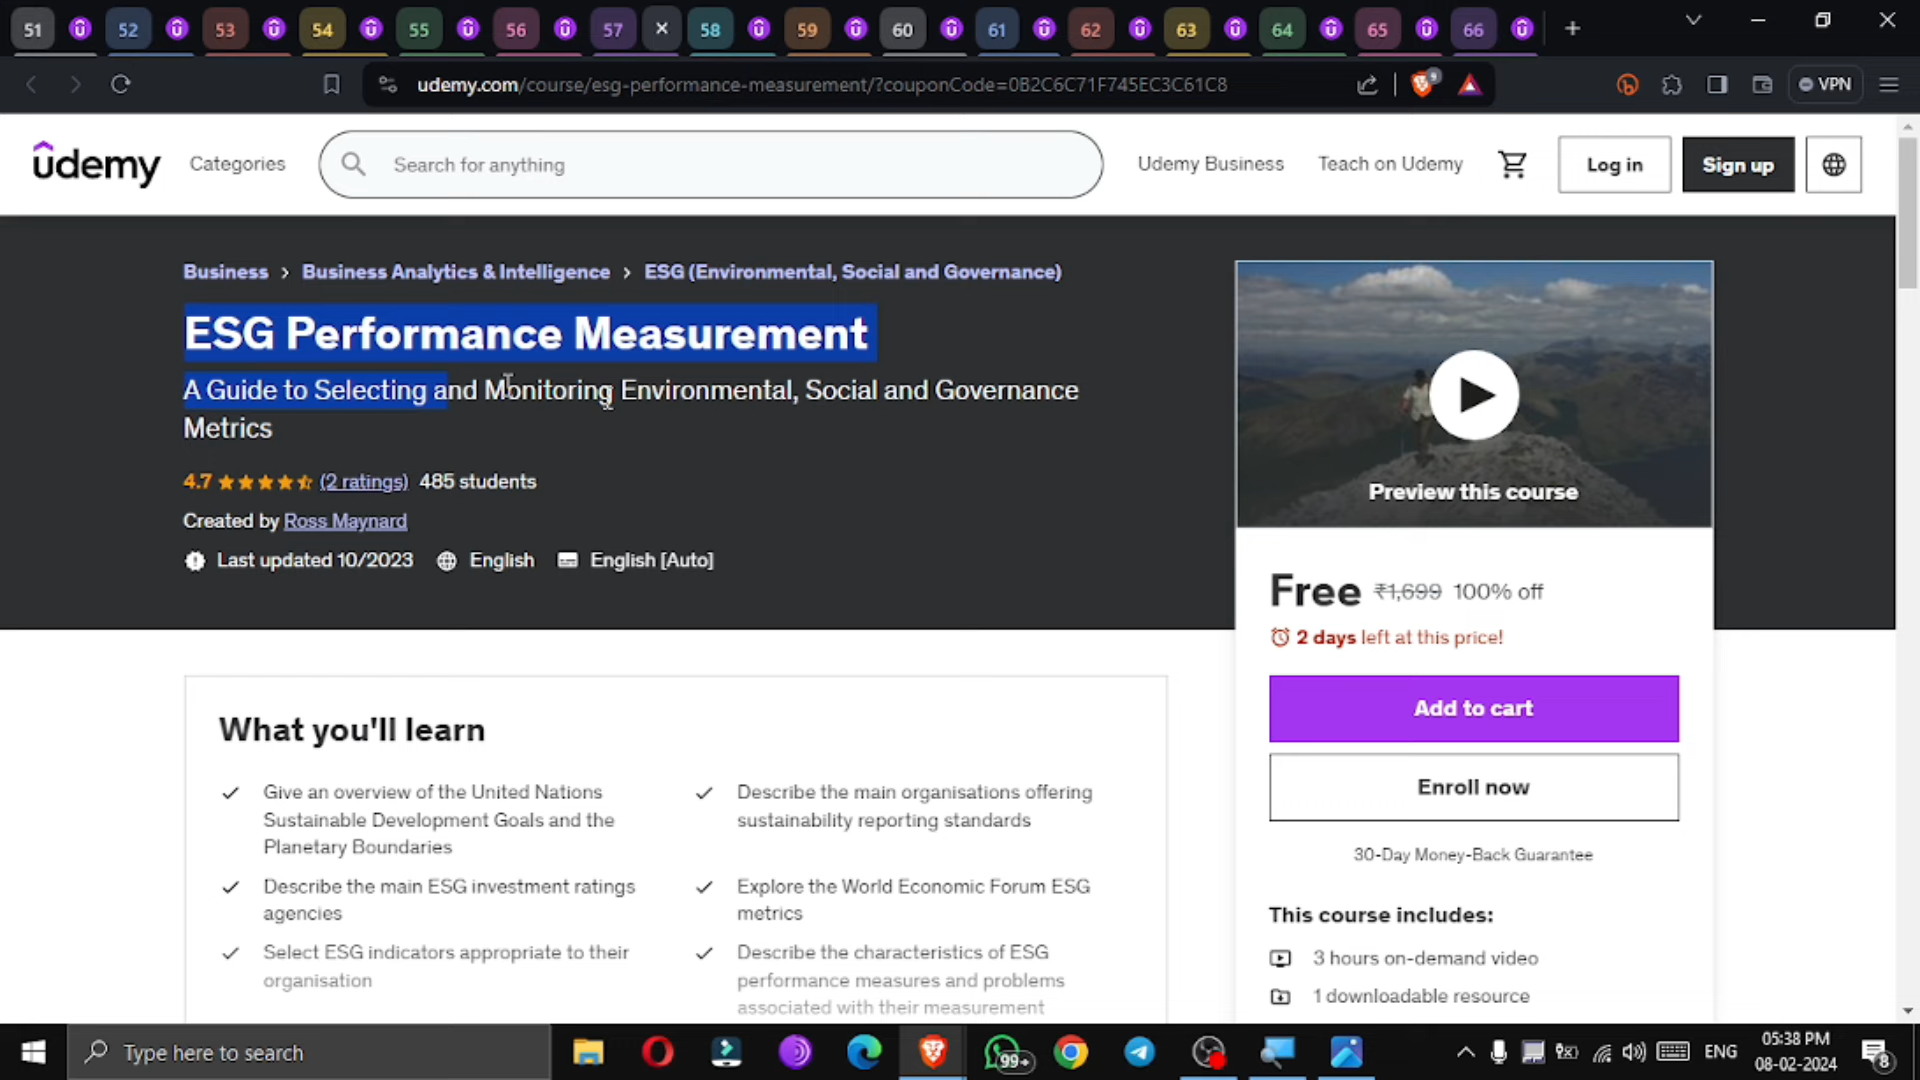 51 52 53 54 55 56 57 58 59 60 61 62 63 64 65 66
udemy.com/course/esg-performance-measurement/?couponCode=0B2C6C71F745EC3C61C8
9
VPN
ûdemy
Categories
Search for anything
Udemy Business
Teach on Udemy
Log in
Sign up
Business > Business Analytics & Intelligence > ESG (Environmental, Social and Governance)
ESG Performance Measurement
A Guide to Selecting and Monitoring Environmental, Social and Governance
Metrics
4.7 (2 ratings) 485 students
Created by Ross Maynard
Last updated 10/2023 English English [Auto]
Preview this course
Free ₹1,699 100% off
2 days left at this price!
Add to cart
Enroll now
30-Day Money-Back Guarantee
This course includes:
3 hours on-demand video
1 downloadable resource
What you'll learn
Give an overview of the United Nations
Sustainable Development Goals and the
Planetary Boundaries
Describe the main organisations offering
sustainability reporting standards
Describe the main ESG investment ratings
agencies
Explore the World Economic Forum ESG
metrics
Select ESG indicators appropriate to their
organisation
Describe the characteristics of ESG
performance measures and problems
associated with their measurement
Type here to search
99+
ENG
05:38 PM
08-02-2024
8